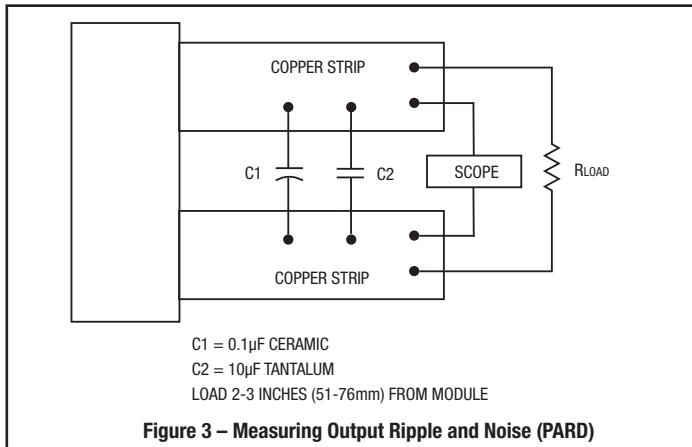 COPPER STRIP
C1
C2
SCOPE
RLOAD
COPPER STRIP
C1 = 0.1µF CERAMIC
C2 = 10µF TANTALUM
LOAD 2-3 INCHES (51-76mm) FROM MODULE
Figure 3 – Measuring Output Ripple and Noise (PARD)